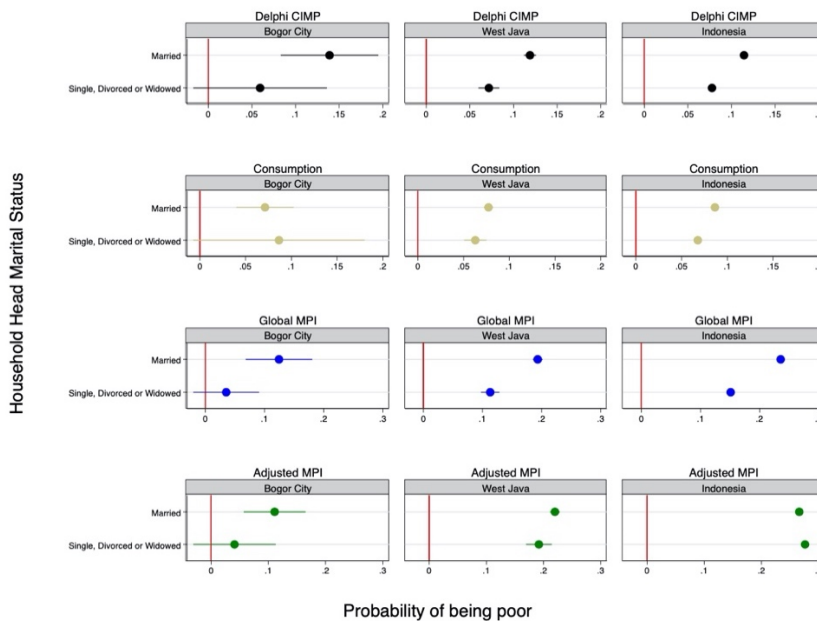 Delphi CIMP Delphi CIMP Delphi CIMP
Bogor City West Java Indonesia
Married
Single, Divorced or Widowed
0 .05 .1 .15 .2 0 .05 .1 .15 .2 0 .05 .1 .15 .
Consumption Consumption Consumption
Bogor City West Java Indonesia
Married
Single, Divorced or Widowed
0 .05 .1 .15 .2 0 .05 .1 .15 .2 0 .05 .1 .15 .
Household Head Marital Status
Global MPI Global MPI Global MPI
Bogor City West Java Indonesia
Married
Single, Divorced or Widowed
0 .1 .2 .3 0 .1 .2 .3 0 .1 .2 .
Adjusted MPI Adjusted MPI Adjusted MPI
Bogor City West Java Indonesia
Married
Single, Divorced or Widowed
0 .1 .2 .3 0 .1 .2 .3 0 .1 .2 .
Probability of being poor